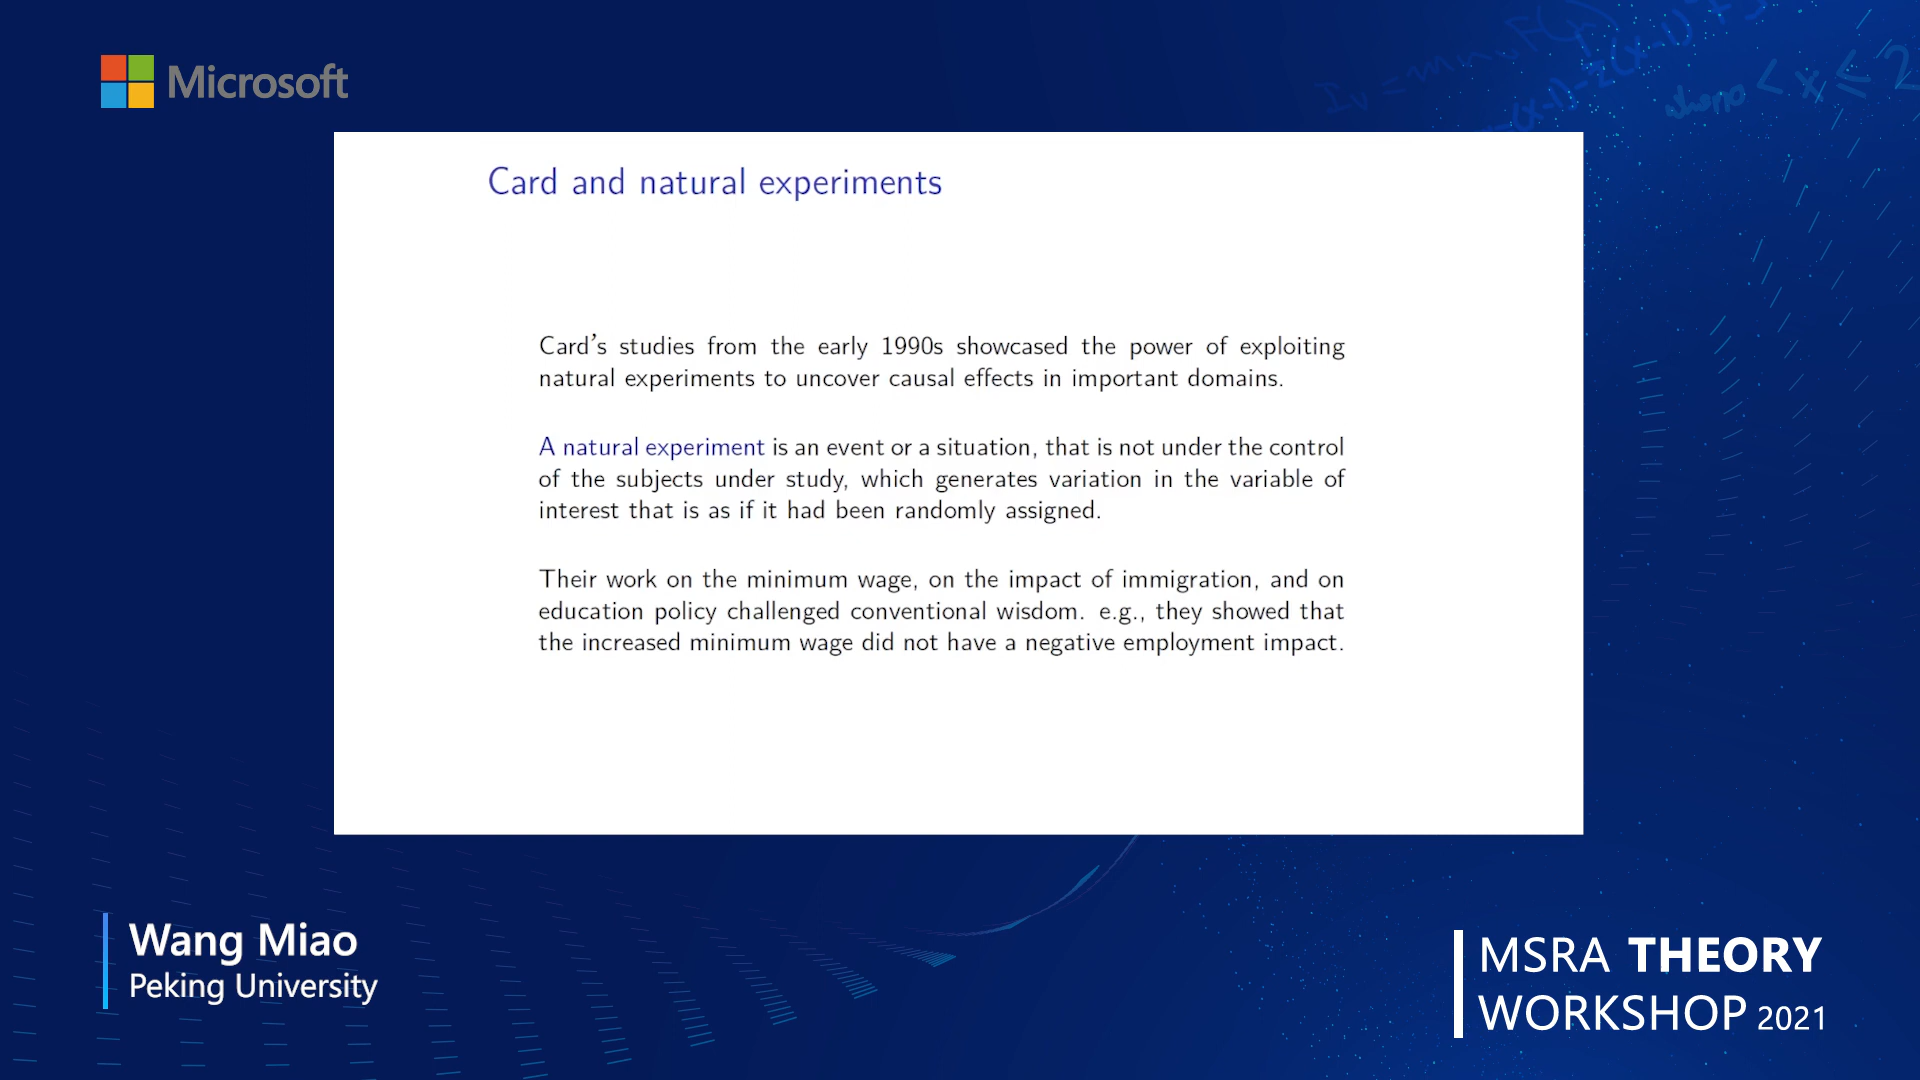 Microsoft
Card and natural experiments
Card's studies from the early 1990s showcased the power of exploiting
natural experiments to uncover causal effects in important domains.
A natural experiment is an event or a situation, that is not under the control
of the subjects under study, which generates variation in the variable of
interest that is as if it had been randomly assigned.
Their work on the minimum wage, on the impact of immigration, and on
education policy challenged conventional wisdom. e.g., they showed that
the increased minimum wage did not have a negative employment impact.
Wang Miao
Peking University
MSRA THEORY
WORKSHOP 2021